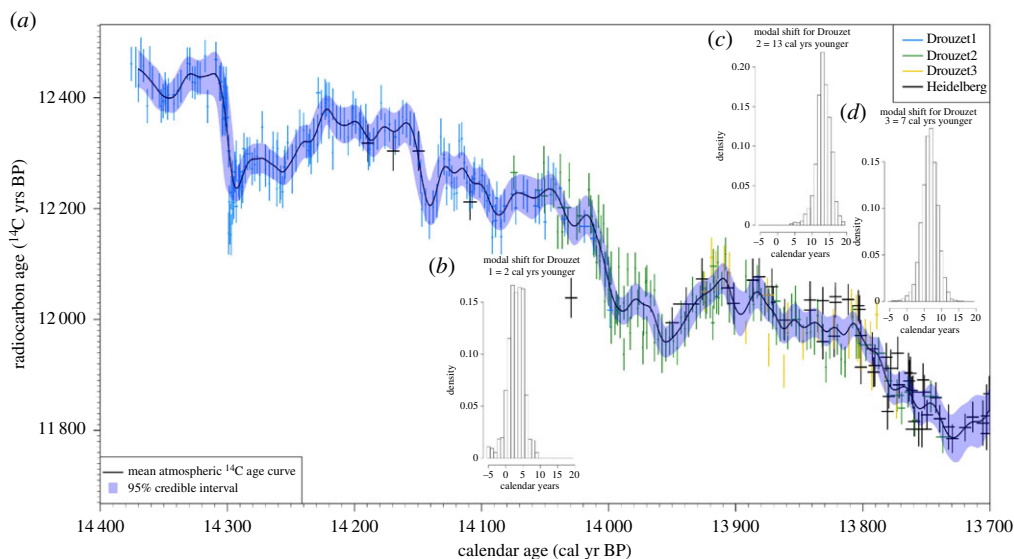 (a)
radiocarbon age (¹⁴C yrs BP)
12 400
12 200
12 000
11 800
14 400
14 300
14 200
14 100
14 000
13 900
13 800
13 700
calendar age (cal yr BP)
mean atmospheric ¹⁴C age curve
95% credible interval
(b)
modal shift for Drouzet
1 = 2 cal yrs younger
density
0.15
0.10
0.05
0
−5
0
5
10
15
20
calendar years
(c)
modal shift for Drouzet
2 = 13 cal yrs younger
density
0.20
0.15
0.10
0.05
0.00
−5
0
5
10
15
20
calendar years
(d)
modal shift for Drouzet
3 = 7 cal yrs younger
density
0.15
0.10
0.05
0
−5
0
5
10
15
20
calendar years
Drouzet1
Drouzet2
Drouzet3
Heidelberg